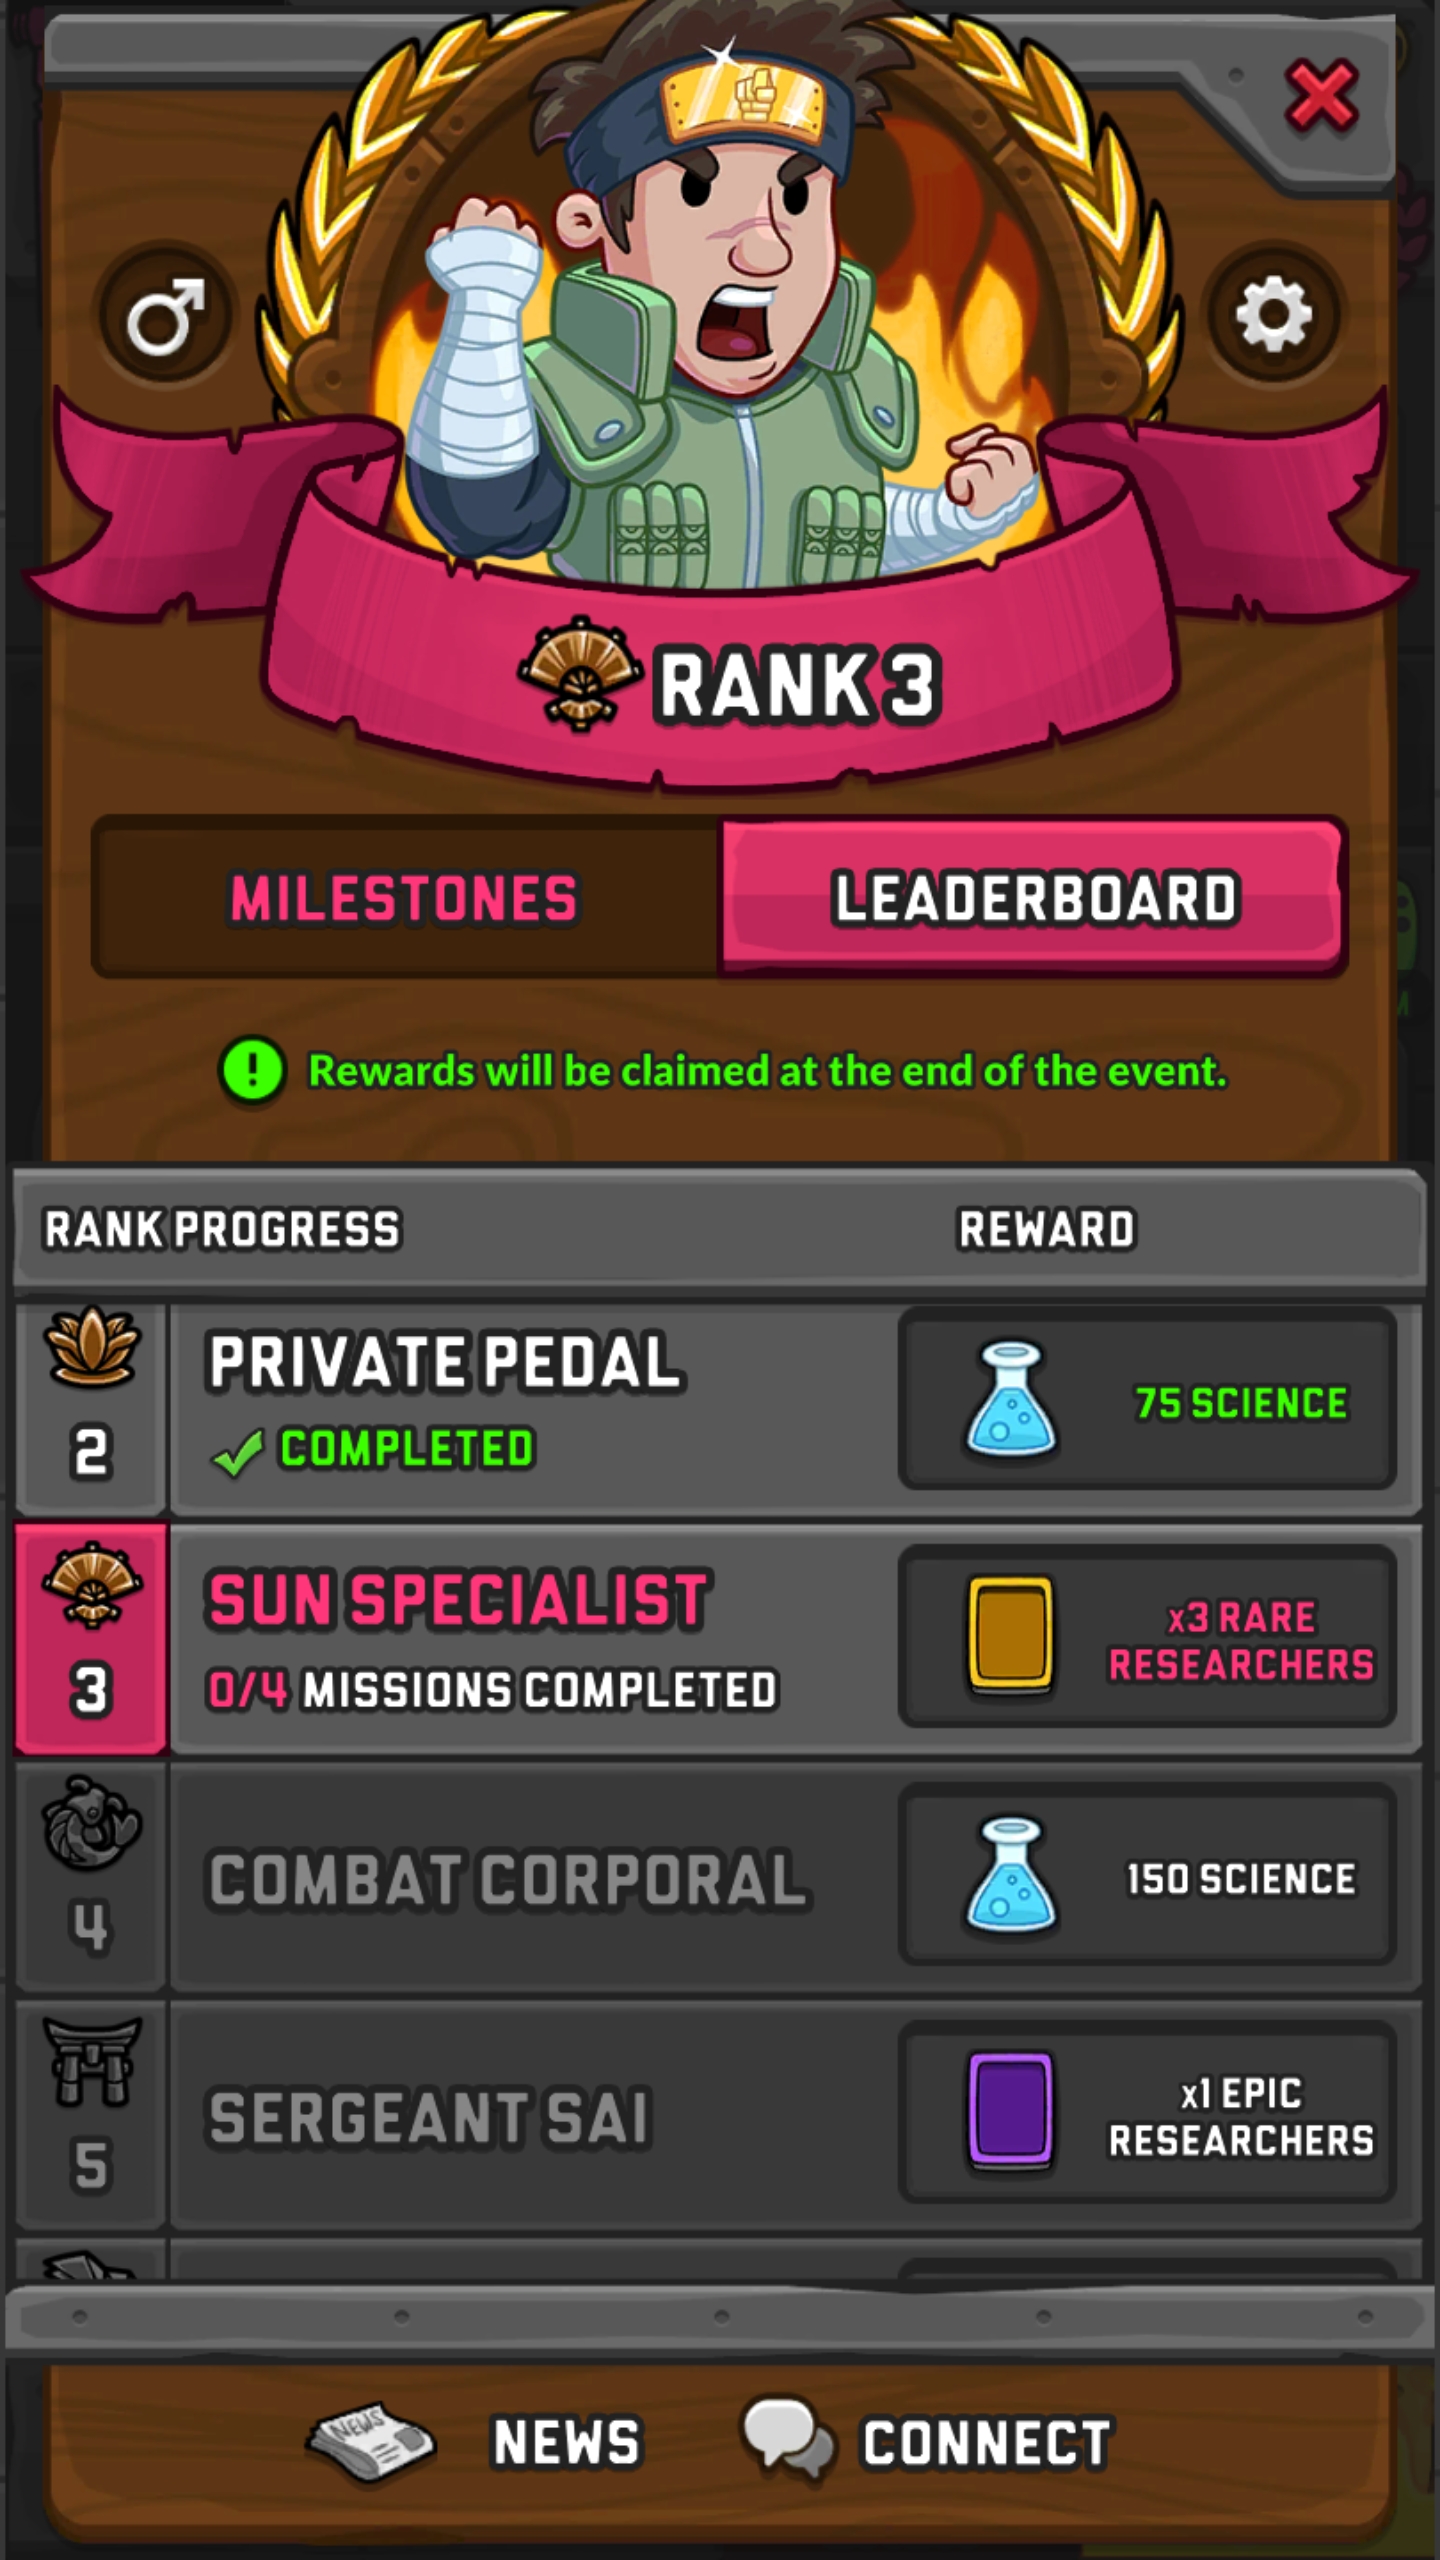 RANK 3
MILESTONES
LEADERBOARD
! Rewards will be claimed at the end of the event.
RANK PROGRESS
REWARD
2
PRIVATE PEDAL
COMPLETED
75 SCIENCE
3
SUN SPECIALIST
0/4 MISSIONS COMPLETED
x3 RARE
RESEARCHERS
4
COMBAT CORPORAL
150 SCIENCE
5
SERGEANT SAI
x1 EPIC
RESEARCHERS
NEWS
NEWS
CONNECT